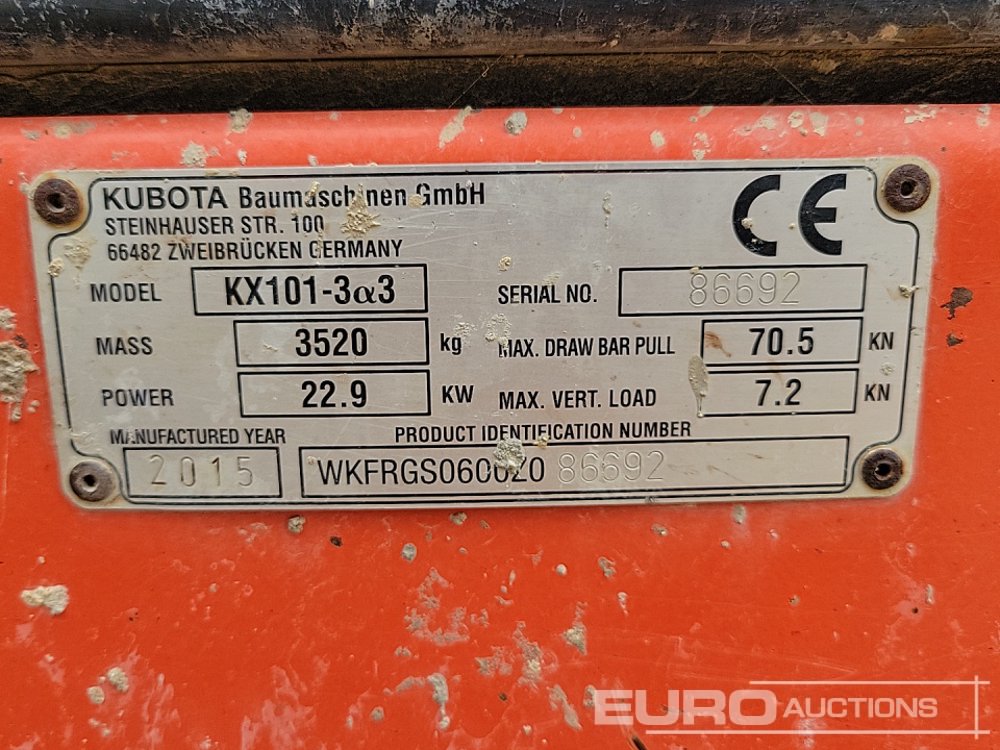 KUBOTA Baumaschinen GmbH
STEINHAUSER STR. 100
66482 ZWEIBRÜCKEN GERMANY
CE
MODEL KX101-3α3 SERIAL NO. 86692
MASS 3520 kg MAX. DRAW BAR PULL 70.5 KN
POWER 22.9 KW MAX. VERT. LOAD 7.2 KN
MANUFACTURED YEAR PRODUCT IDENTIFICATION NUMBER
2015 WKFRGS0600Z0 86692
EURO AUCTIONS